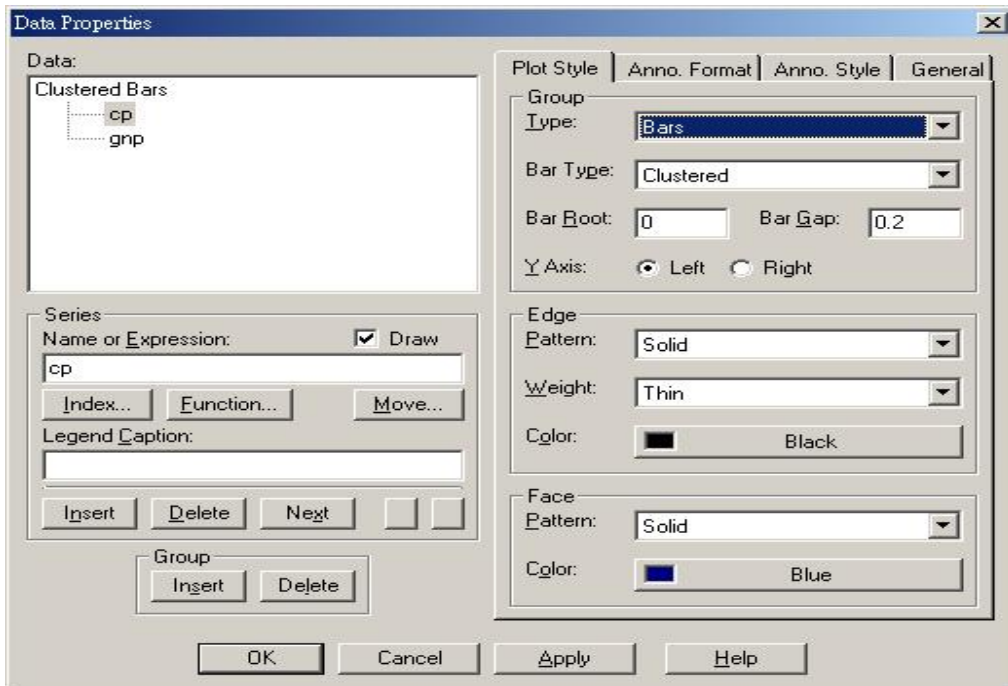 Data Properties
Data:
Clustered Bars
cp
gnp
Series
Name or Expression:
Draw
cp
Index... Function... Move...
Legend Caption:
Insert Delete Next
Group
Insert Delete
Plot Style Anno. Format Anno. Style General
Group
Type: Bars
Bar Type: Clustered
Bar Root: 0 Bar Gap: 0.2
Y Axis: Left Right
Edge
Pattern: Solid
Weight: Thin
Color: Black
Face
Pattern: Solid
Color: Blue
OK Cancel Apply Help